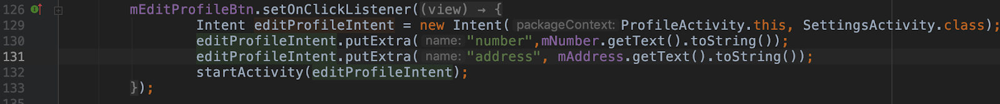 126 mEditProfileBtn.setOnClickListener((view) → {
129 Intent editProfileIntent = new Intent( packageContext: ProfileActivity.this, SettingsActivity.class);
130 editProfileIntent.putExtra( name: "number",mNumber.getText().toString());
131 editProfileIntent.putExtra( name: "address", mAddress.getText().toString());
132 startActivity(editProfileIntent);
133 });
135